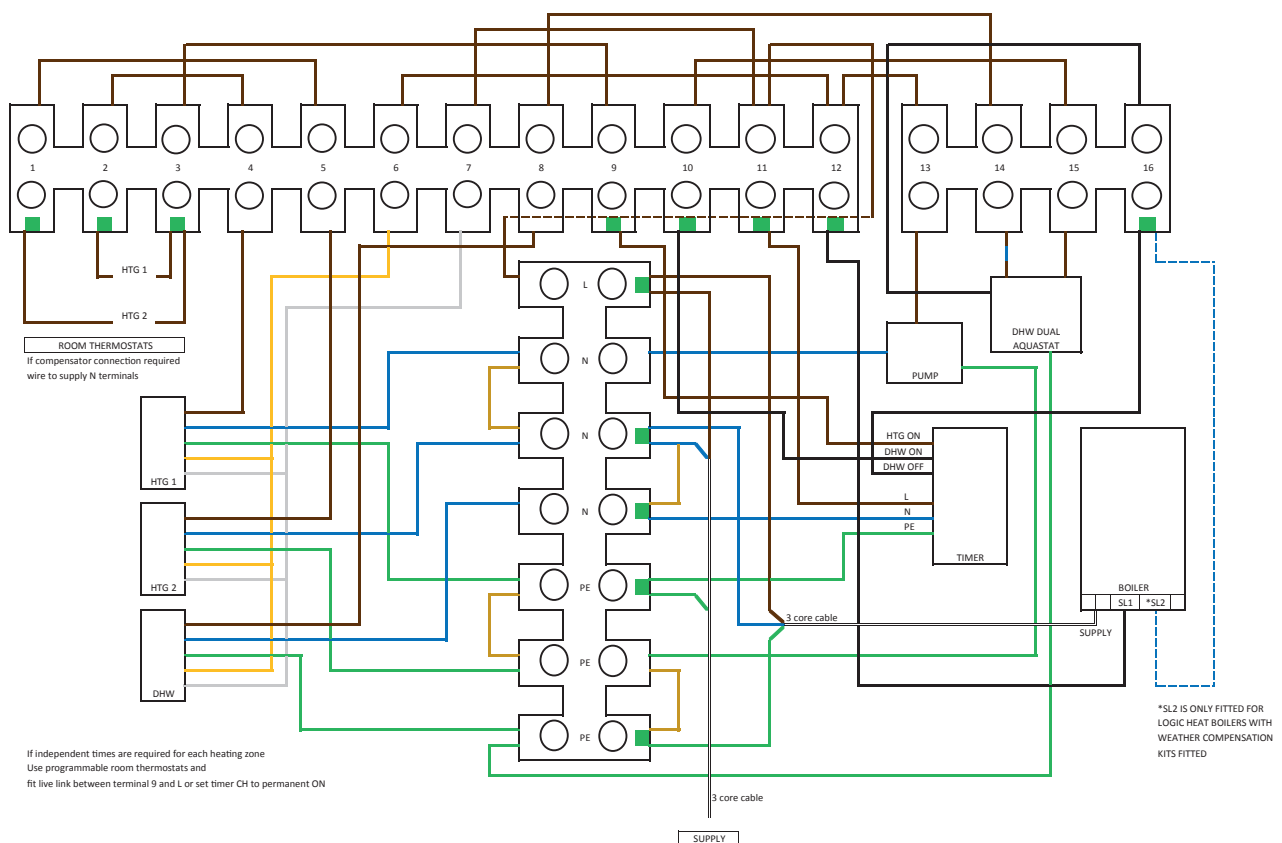 1 2 3 4 5 6 7 8 9 10 11 12 13 14 15 16
HTG 1
HTG 2
ROOM THERMOSTATS
If compensator connection required
wire to supply N terminals
L
N
N
N
PE
PE
PE
HTG 1
HTG 2
DHW
PUMP
DHW DUAL
AQUASTAT
HTG ON
DHW ON
DHW OFF
L
N
PE
TIMER
BOILER
SL1 *SL2
SUPPLY
3 core cable
*SL2 IS ONLY FITTED FOR
LOGIC HEAT BOILERS WITH
WEATHER COMPENSATION
KITS FITTED
If independent times are required for each heating zone
Use programmable room thermostats and
fit live link between terminal 9 and L or set timer CH to permanent ON
3 core cable
SUPPLY